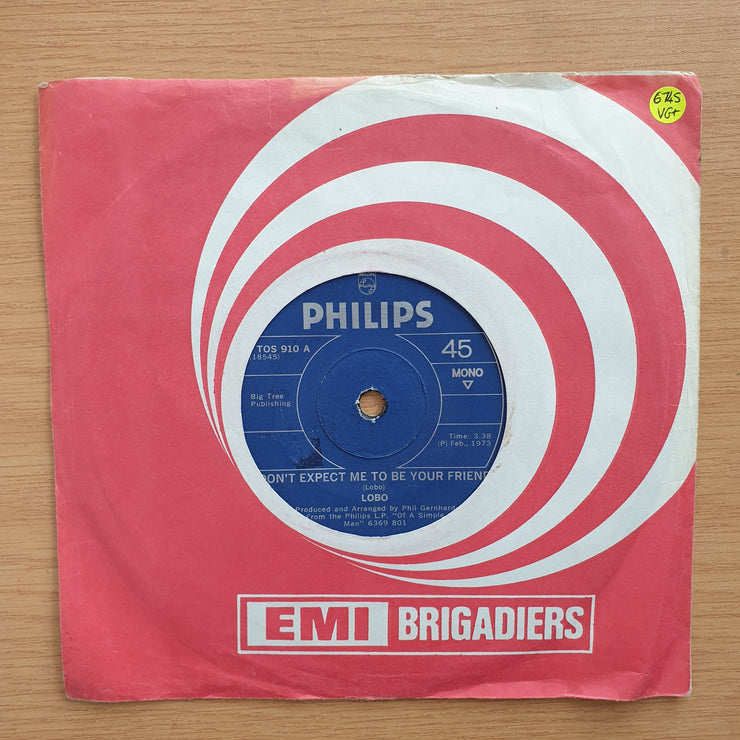 6745
VG+
PHILIPS
TOS 910 A
18545)
45
MONO
Big Tree
Publishing
Time: 3.38
(P) Feb., 1973
ON'T EXPECT ME TO BE YOUR FRIEND
(Lobo)
LOBO
Produced and Arranged by Phil Gernhard
From the Philips L.P. "Of A Simple
Man" 6369 801
EMI BRIGADIERS